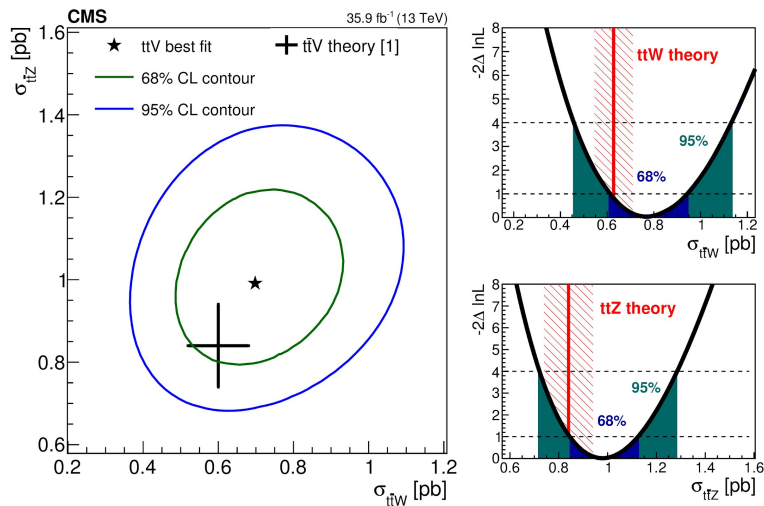 CMS
35.9 fb⁻¹ (13 TeV)
σ_tt̄Z [pb]
1.6
1.4
1.2
1
0.8
0.6
ttV best fit
tt̄V theory [1]
68% CL contour
95% CL contour
0.2 0.4 0.6 0.8 1 1.2
σ_tt̄W [pb]
-2Δ lnL
8
7
6
5
4
3
2
1
0
ttW theory
95%
68%
0.2 0.4 0.6 0.8 1 1.2
σ_tt̄W [pb]
-2Δ lnL
8
7
6
5
4
3
2
1
0
ttZ theory
95%
68%
0.6 0.8 1 1.2 1.4 1.6
σ_tt̄Z [pb]